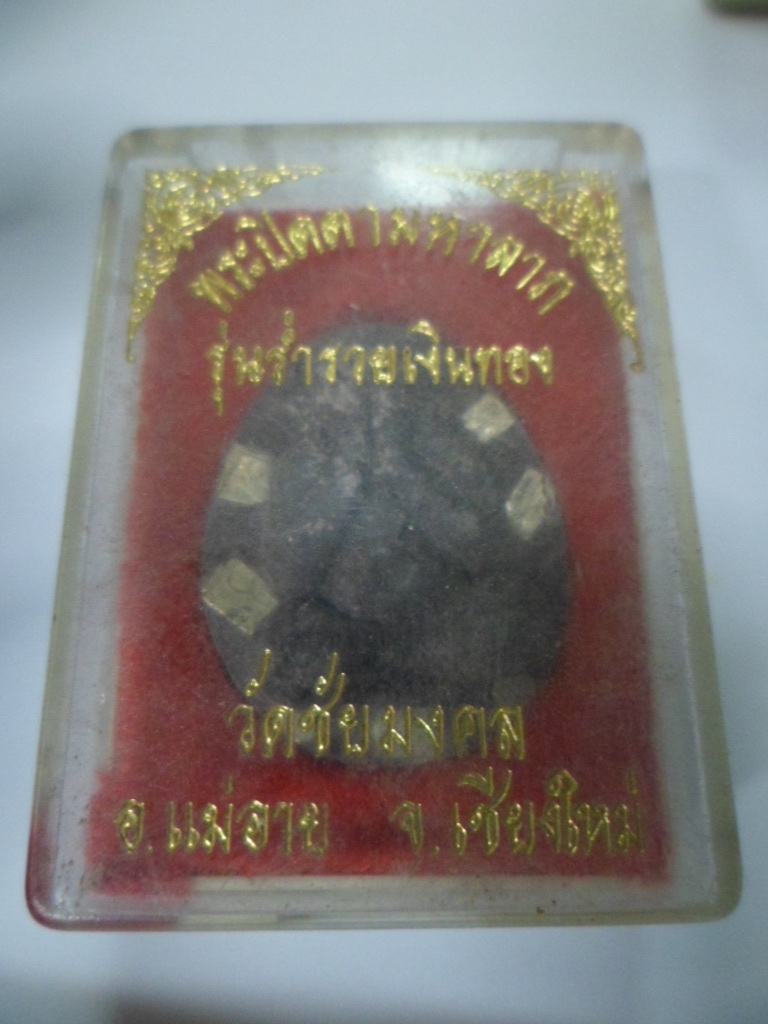 พระปิดตามหาลาภ
รุ่นร่ำรวยเงินทอง
วัดชัยมงคล
อ.แม่อาย จ.เชียงใหม่